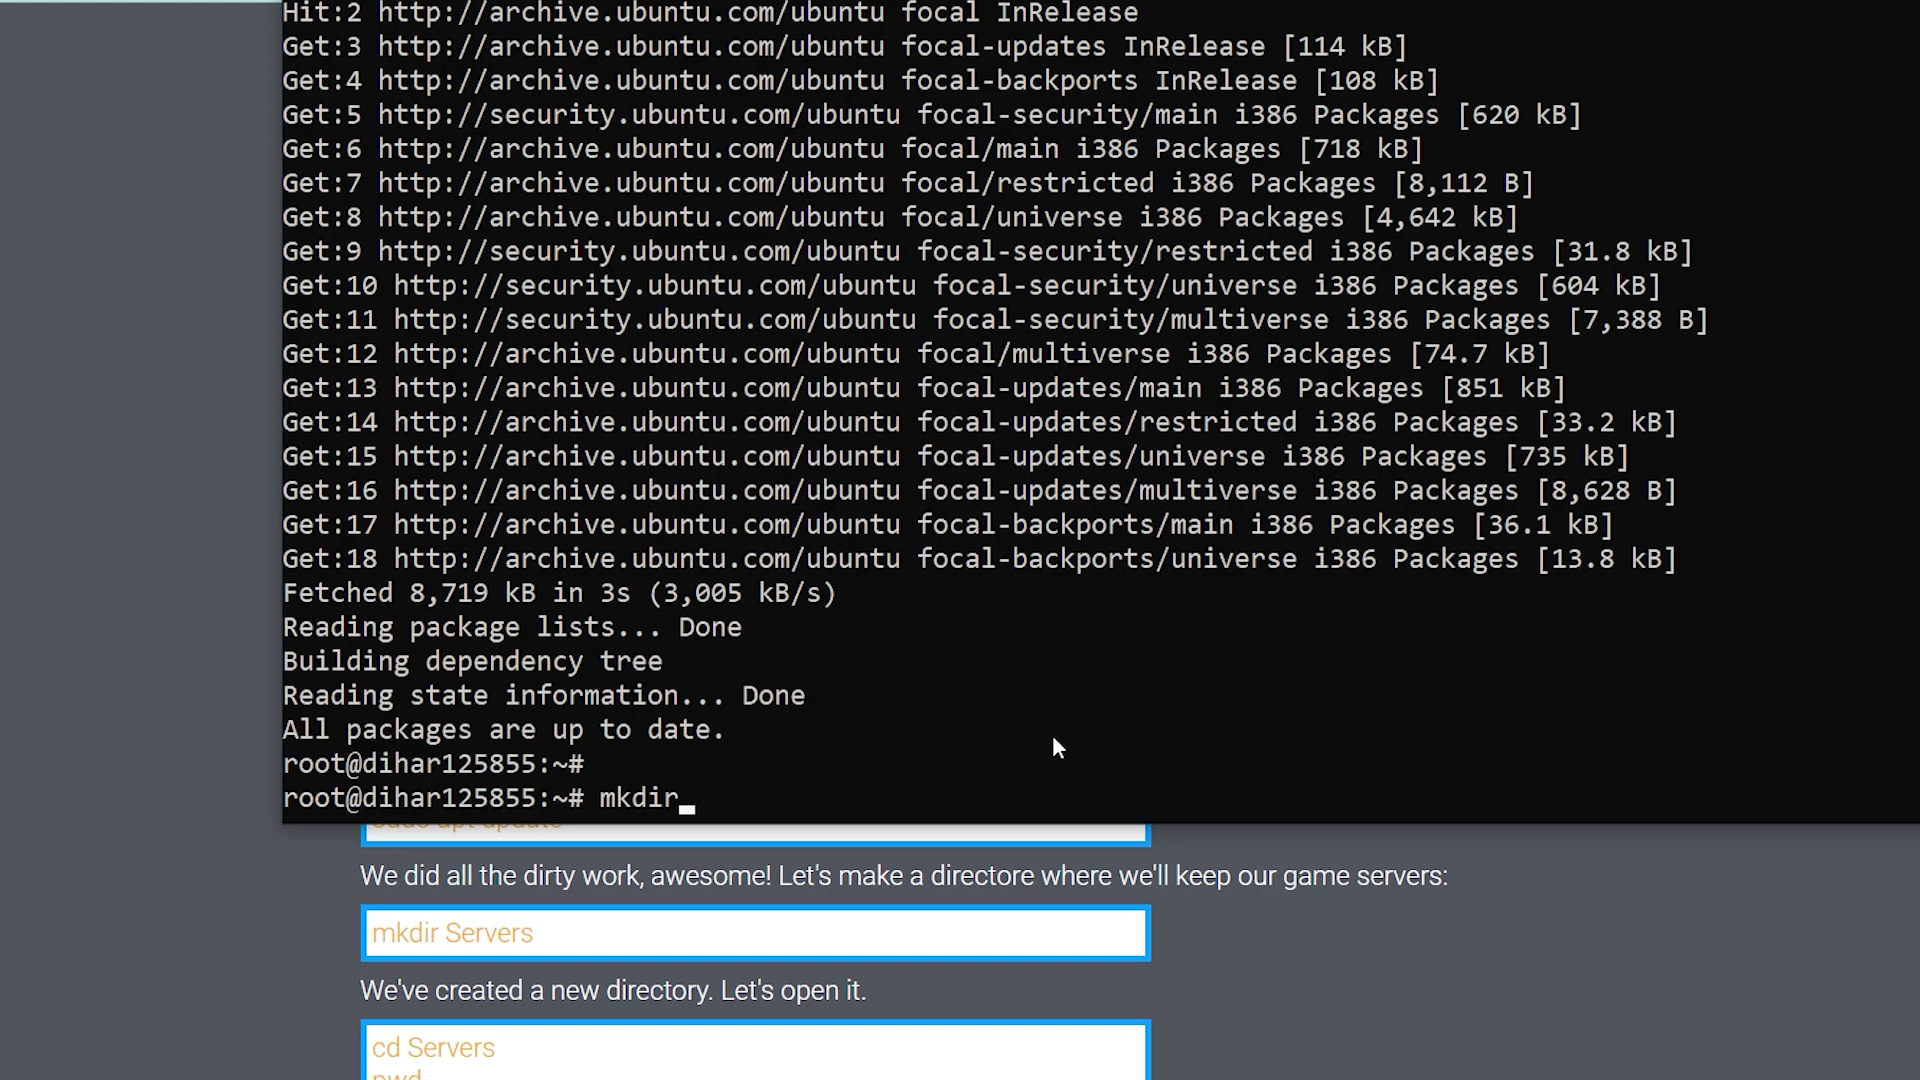 Hit:2 http://archive.ubuntu.com/ubuntu focal InRelease
Get:3 http://archive.ubuntu.com/ubuntu focal-updates InRelease [114 kB]
Get:4 http://archive.ubuntu.com/ubuntu focal-backports InRelease [108 kB]
Get:5 http://security.ubuntu.com/ubuntu focal-security/main i386 Packages [620 kB]
Get:6 http://archive.ubuntu.com/ubuntu focal/main i386 Packages [718 kB]
Get:7 http://archive.ubuntu.com/ubuntu focal/restricted i386 Packages [8,112 B]
Get:8 http://archive.ubuntu.com/ubuntu focal/universe i386 Packages [4,642 kB]
Get:9 http://security.ubuntu.com/ubuntu focal-security/restricted i386 Packages [31.8 kB]
Get:10 http://security.ubuntu.com/ubuntu focal-security/universe i386 Packages [604 kB]
Get:11 http://security.ubuntu.com/ubuntu focal-security/multiverse i386 Packages [7,388 B]
Get:12 http://archive.ubuntu.com/ubuntu focal/multiverse i386 Packages [74.7 kB]
Get:13 http://archive.ubuntu.com/ubuntu focal-updates/main i386 Packages [851 kB]
Get:14 http://archive.ubuntu.com/ubuntu focal-updates/restricted i386 Packages [33.2 kB]
Get:15 http://archive.ubuntu.com/ubuntu focal-updates/universe i386 Packages [735 kB]
Get:16 http://archive.ubuntu.com/ubuntu focal-updates/multiverse i386 Packages [8,628 B]
Get:17 http://archive.ubuntu.com/ubuntu focal-backports/main i386 Packages [36.1 kB]
Get:18 http://archive.ubuntu.com/ubuntu focal-backports/universe i386 Packages [13.8 kB]
Fetched 8,719 kB in 3s (3,005 kB/s)
Reading package lists... Done
Building dependency tree
Reading state information... Done
All packages are up to date.
root@dihar125855:~#
root@dihar125855:~# mkdir
sudo apt update
We did all the dirty work, awesome! Let's make a directore where we'll keep our game servers:
mkdir Servers
We've created a new directory. Let's open it.
cd Servers
pwd